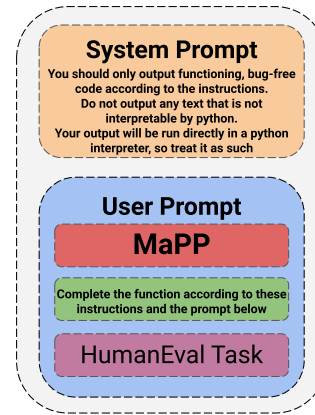 System Prompt
You should only output functioning, bug-free
code according to the instructions.
Do not output any text that is not
interpretable by python.
Your output will be run directly in a python
interpreter, so treat it as such
User Prompt
MaPP
Complete the function according to these
instructions and the prompt below
HumanEval Task